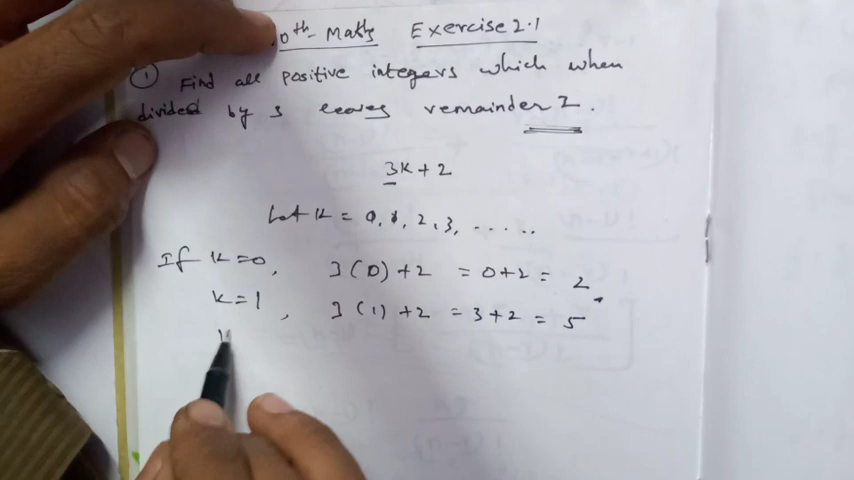 0th Maths Exercise 2.1
① Find all positive integers which when
divided by 3 leaves remainder 2.
3K+2
Let K = 0, 1, 2, 3, .....
If K=0, 3(0)+2 = 0+2 = 2
K=1, 3(1)+2 = 3+2 = 5